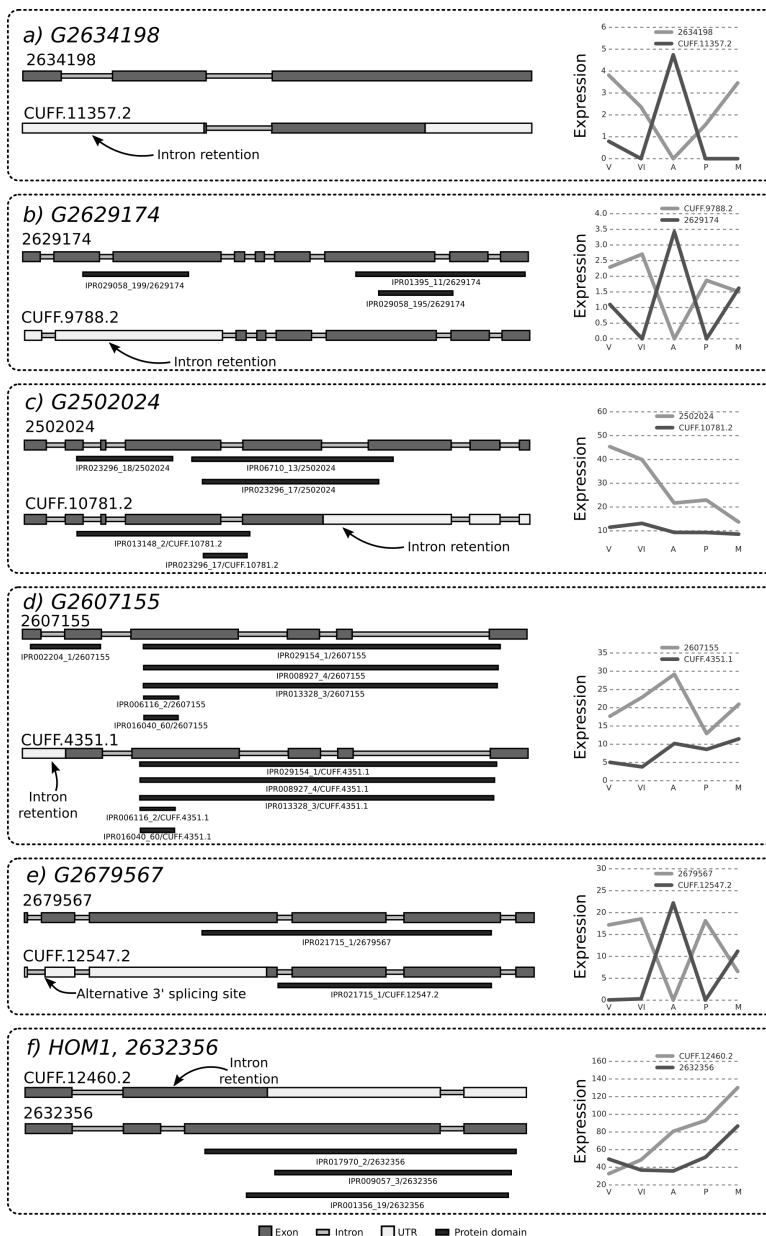 a) G2634198
2634198
CUFF.11357.2
Intron retention
Expression
6
5
4
3
2
1
0
2634198
CUFF.11357.2
V VI A P M
b) G2629174
2629174
IPR029058_199/2629174
IPR01395_11/2629174
IPR029058_195/2629174
CUFF.9788.2
Intron retention
Expression
4.0
3.5
3.0
2.5
2.0
1.5
1.0
0.5
0.0
CUFF.9788.2
2629174
V VI A P M
c) G2502024
2502024
IPR023296_18/2502024
IPR06710_13/2502024
IPR023296_17/2502024
CUFF.10781.2
IPR013148_2/CUFF.10781.2
Intron retention
IPR023296_17/CUFF.10781.2
Expression
60
50
40
30
20
10
2502024
CUFF.10781.2
V VI A P M
d) G2607155
2607155
IPR002204_1/2607155
IPR029154_1/2607155
IPR008927_4/2607155
IPR013328_3/2607155
IPR006116_2/2607155
IPR016040_60/2607155
CUFF.4351.1
Intron
retention
IPR029154_1/CUFF.4351.1
IPR008927_4/CUFF.4351.1
IPR013328_3/CUFF.4351.1
IPR006116_2/CUFF.4351.1
IPR016040_60/CUFF.4351.1
Expression
35
30
25
20
15
10
5
0
2607155
CUFF.4351.1
V VI A P M
e) G2679567
2679567
IPR021715_1/2679567
CUFF.12547.2
Alternative 3' splicing site
IPR021715_1/CUFF.12547.2
Expression
30
25
20
15
10
5
0
2679567
CUFF.12547.2
V VI A P M
f) HOM1, 2632356
CUFF.12460.2
Intron
retention
2632356
IPR017970_2/2632356
IPR009057_3/2632356
IPR001356_19/2632356
Expression
160
140
120
100
80
60
40
20
CUFF.12460.2
2632356
V VI A P M
Exon Intron UTR Protein domain